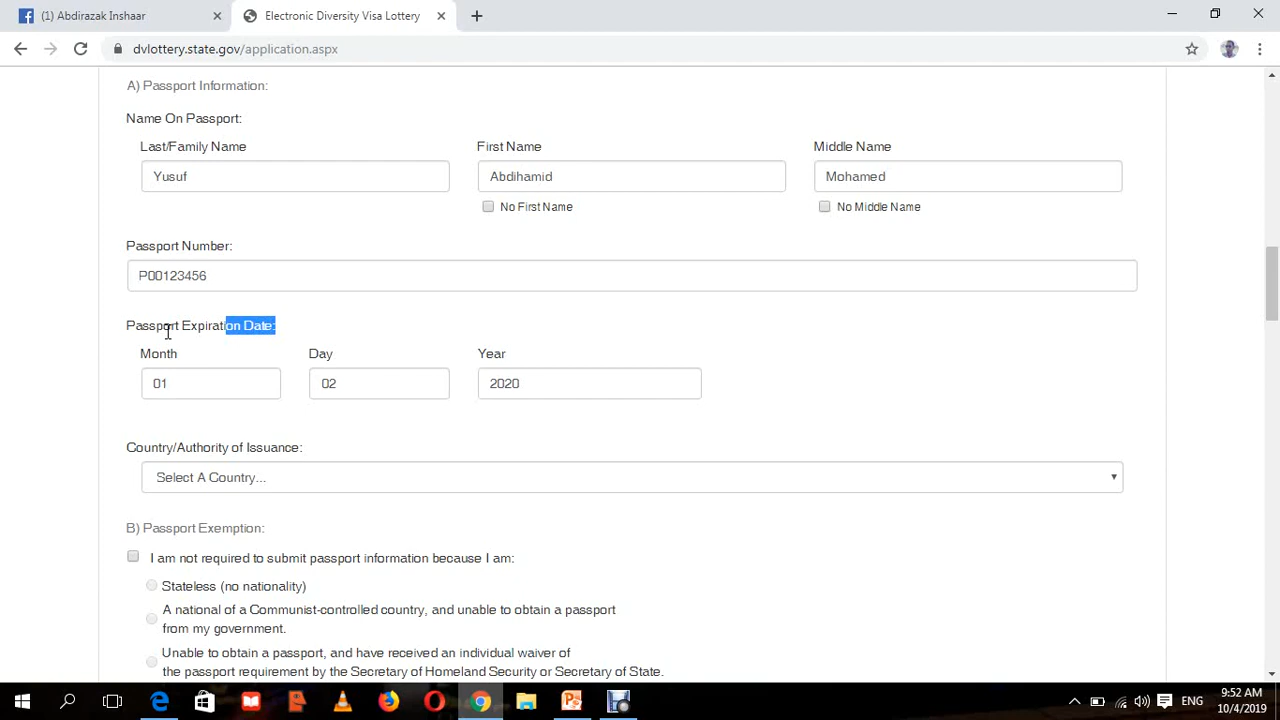 (1) Abdirazak Inshaar
Electronic Diversity Visa Lottery
dvlottery.state.gov/application.aspx
A) Passport Information:
Name On Passport:
Last/Family Name First Name Middle Name
Yusuf Abdihamid Mohamed
No First Name No Middle Name
Passport Number:
P00123456
Passport Expiration Date:
Month Day Year
01 02 2020
Country/Authority of Issuance:
Select A Country...
B) Passport Exemption:
I am not required to submit passport information because I am:
Stateless (no nationality)
A national of a Communist-controlled country, and unable to obtain a passport
from my government.
Unable to obtain a passport, and have received an individual waiver of
the passport requirement by the Secretary of Homeland Security or Secretary of State.
ENG
9:52 AM
10/4/2019